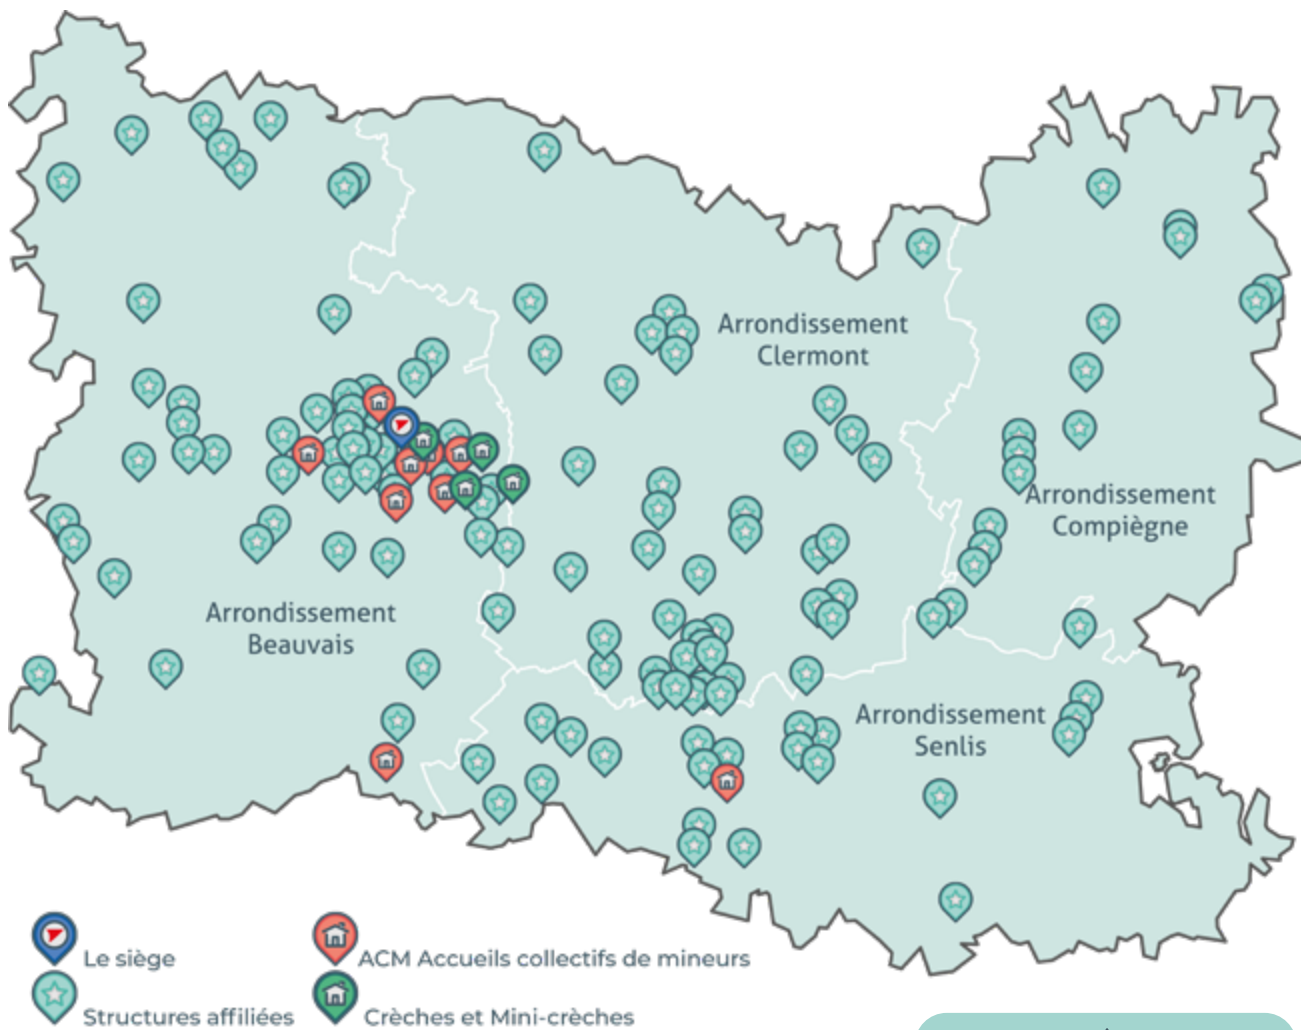 Arrondissement
Clermont
Arrondissement
Compiègne
Arrondissement
Beauvais
Arrondissement
Senlis
Le siège
ACM Accueils collectifs de mineurs
Structures affiliées
Crèches et Mini-crèches